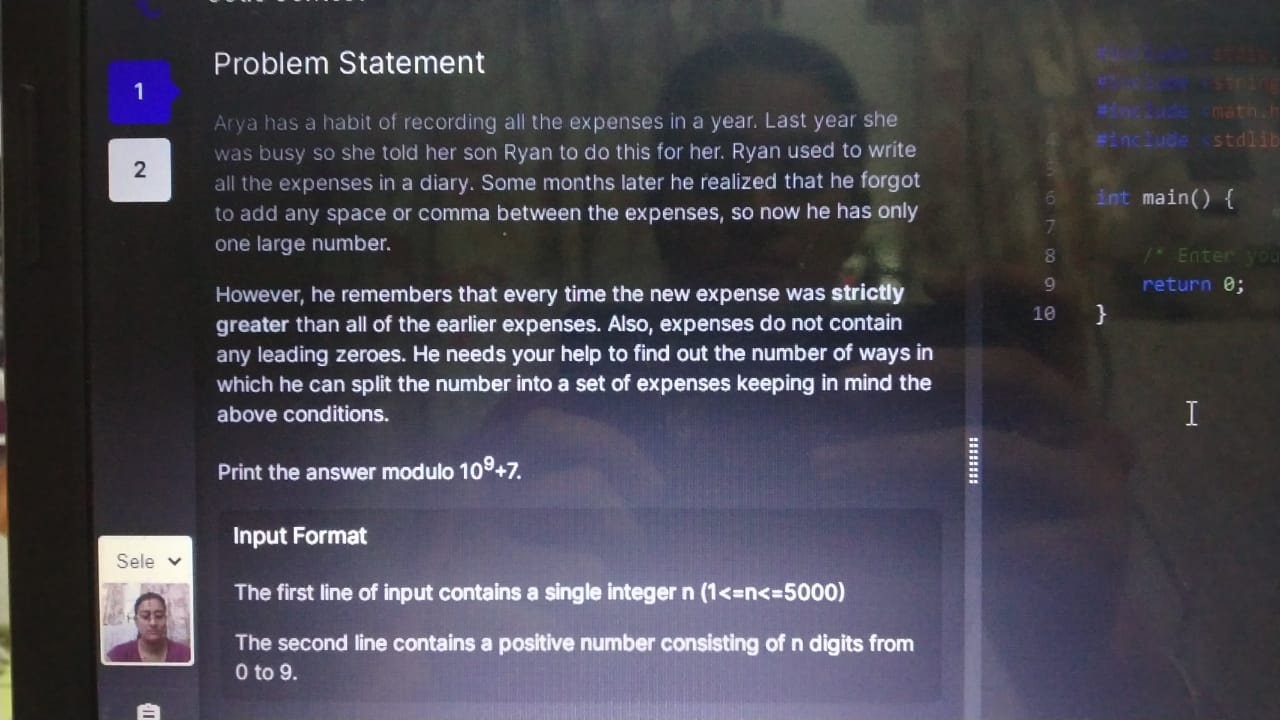 Problem Statement
1
2
Arya has a habit of recording all the expenses in a year. Last year she
was busy so she told her son Ryan to do this for her. Ryan used to write
all the expenses in a diary. Some months later he realized that he forgot
to add any space or comma between the expenses, so now he has only
one large number.
However, he remembers that every time the new expense was strictly
greater than all of the earlier expenses. Also, expenses do not contain
any leading zeroes. He needs your help to find out the number of ways in
which he can split the number into a set of expenses keeping in mind the
above conditions.
Print the answer modulo 10⁹+7.
Input Format
The first line of input contains a single integer n (1<=n<=5000)
The second line contains a positive number consisting of n digits from
0 to 9.
Sele
#include <stdio
#include <string
#include <math.h
4 #include <stdlib
5
6 int main() {
7
8 /* Enter you
9 return 0;
10 }